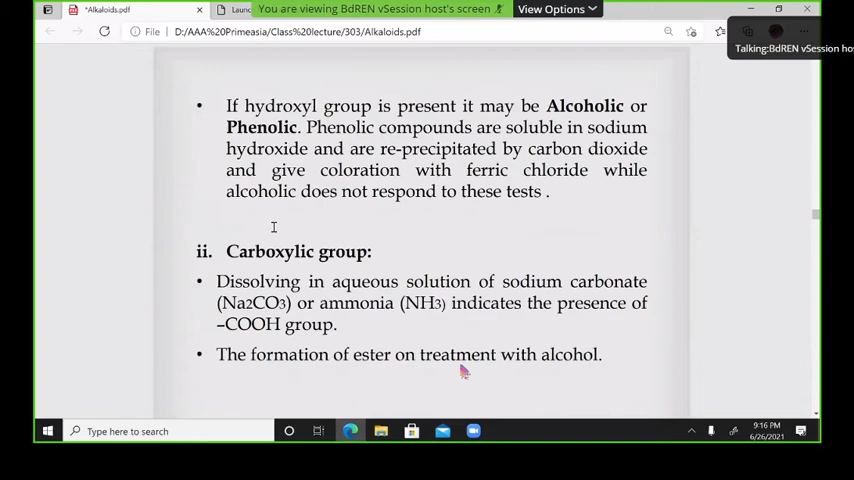 You are viewing BdREN vSession host's screen
View Options
*Alkaloids.pdf
Launc
File
D:/AAA%20Primeasia/Class%20lecture/303/Alkaloids.pdf
Talking:BdREN vSession hos
• If hydroxyl group is present it may be Alcoholic or
Phenolic. Phenolic compounds are soluble in sodium
hydroxide and are re-precipitated by carbon dioxide
and give coloration with ferric chloride while
alcoholic does not respond to these tests .
ii. Carboxylic group:
• Dissolving in aqueous solution of sodium carbonate
(Na2CO3) or ammonia (NH3) indicates the presence of
–COOH group.
• The formation of ester on treatment with alcohol.
Type here to search
9:16 PM
6/26/2021